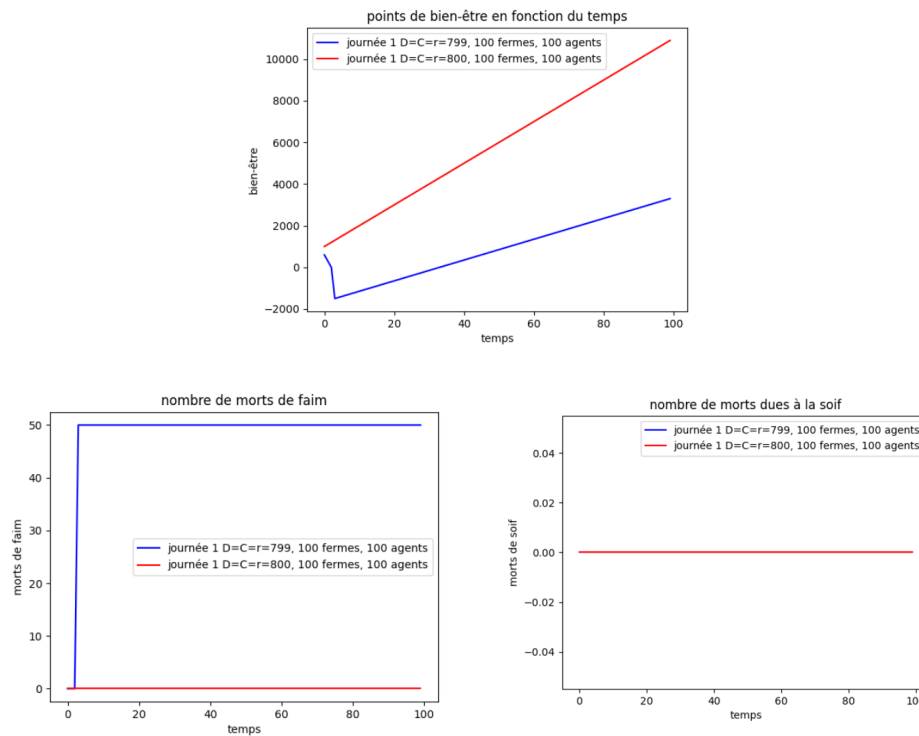 points de bien-être en fonction du temps
journée 1 D=C=r=799, 100 fermes, 100 agents
journée 1 D=C=r=800, 100 fermes, 100 agents
10000
8000
6000
4000
2000
0
−2000
bien-être
0 20 40 60 80 100
temps
nombre de morts de faim
50
40
30
20
10
0
morts de faim
journée 1 D=C=r=799, 100 fermes, 100 agents
journée 1 D=C=r=800, 100 fermes, 100 agents
0 20 40 60 80 100
temps
nombre de morts dues à la soif
journée 1 D=C=r=799, 100 fermes, 100 agents
journée 1 D=C=r=800, 100 fermes, 100 agents
0.04
0.02
0.00
−0.02
−0.04
morts de soif
0 20 40 60 80
temps